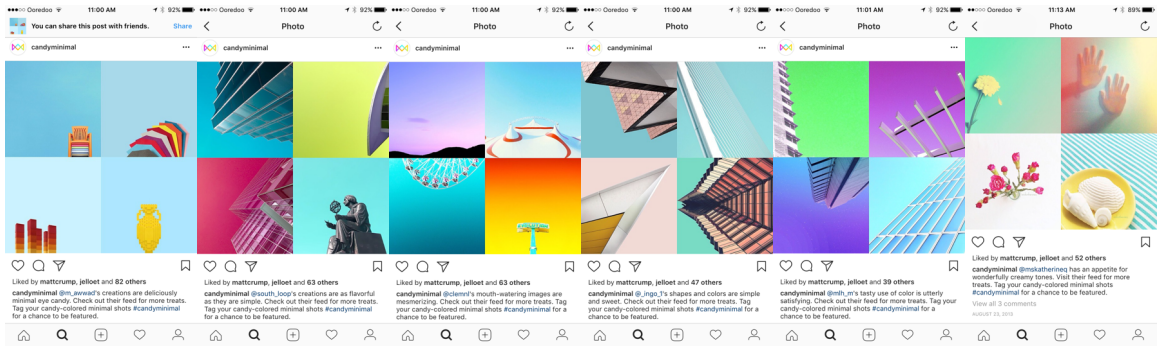 ●●●○○ Ooredoo 11:00 AM 92%
You can share this post with friends. Share
candyminimal
Liked by mattcrump, jelloet and 82 others
candyminimal @m_awwad's creations are deliciously
minimal eye candy. Check out their feed for more treats.
Tag your candy-colored minimal shots #candyminimal
for a chance to be featured.
●●●○○ Ooredoo 11:00 AM 92%
Photo
candyminimal
Liked by mattcrump, jelloet and 63 others
candyminimal @south_loop's creations are as flavorful
as they are simple. Check out their feed for more treats.
Tag your candy-colored minimal shots #candyminimal
for a chance to be featured.
●●●○○ Ooredoo 11:00 AM 92%
Photo
candyminimal
Liked by mattcrump, jelloet and 63 others
candyminimal @clemnl's mouth-watering images are
mesmerizing. Check out their feed for more treats. Tag
your candy-colored minimal shots #candyminimal for a
chance to be featured.
●●●○○ Ooredoo 11:00 AM 92%
Photo
candyminimal
Liked by mattcrump, jelloet and 47 others
candyminimal @_ingo_1's shapes and colors are simple
and sweet. Check out their feed for more treats. Tag
your candy-colored minimal shots #candyminimal for a
chance to be featured.
●●●○○ Ooredoo 11:01 AM 92%
Photo
candyminimal
Liked by mattcrump, jelloet and 39 others
candyminimal @mlh_m's tasty use of color is utterly
satisfying. Check out their feed for more treats. Tag your
candy-colored minimal shots #candyminimal for a
chance to be featured.
●●●○○ Ooredoo 11:13 AM 89%
Photo
Liked by mattcrump, jelloet and 52 others
candyminimal @mskatherineq has an appetite for
wonderfully creamy tones. Visit their feed for more
treats. Tag your candy-colored minimal shots
#candyminimal for a chance to be featured.
View all 3 comments